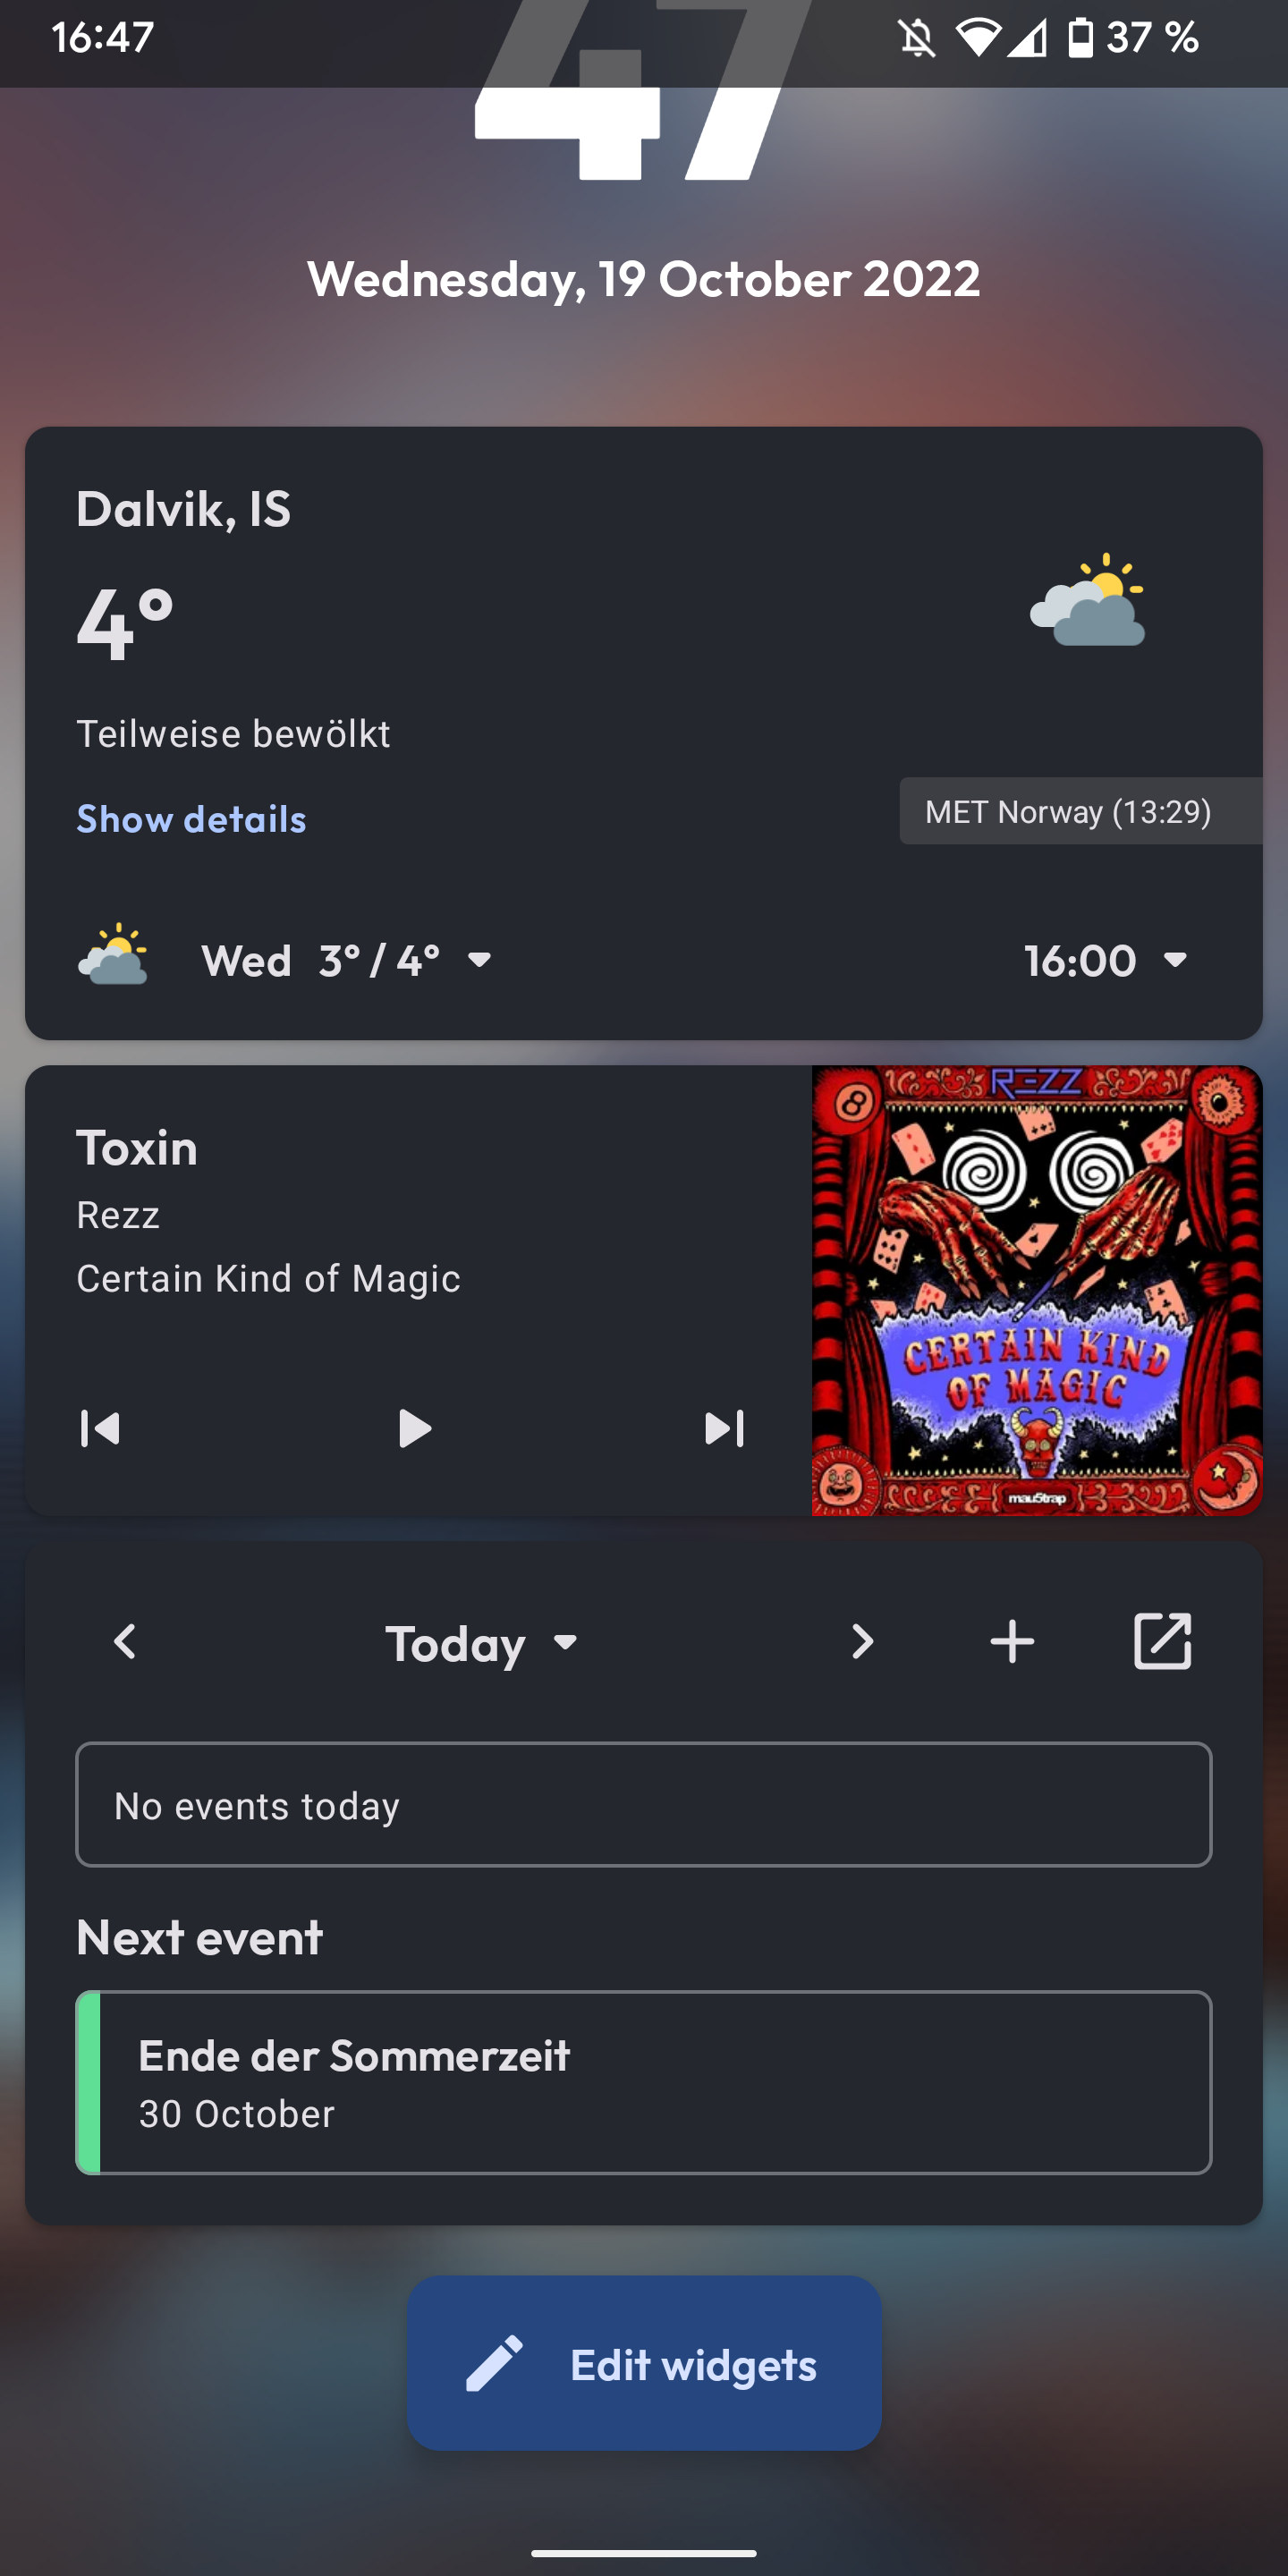 16:47
37 %
47
Wednesday, 19 October 2022
Dalvik, IS
4°
Teilweise bewölkt
Show details
MET Norway (13:29)
Wed 3° / 4°
16:00
Toxin
Rezz
Certain Kind of Magic
REZZ
8
CERTAIN KIND
OF MAGIC
mau5trap
Today
No events today
Next event
Ende der Sommerzeit
30 October
Edit widgets